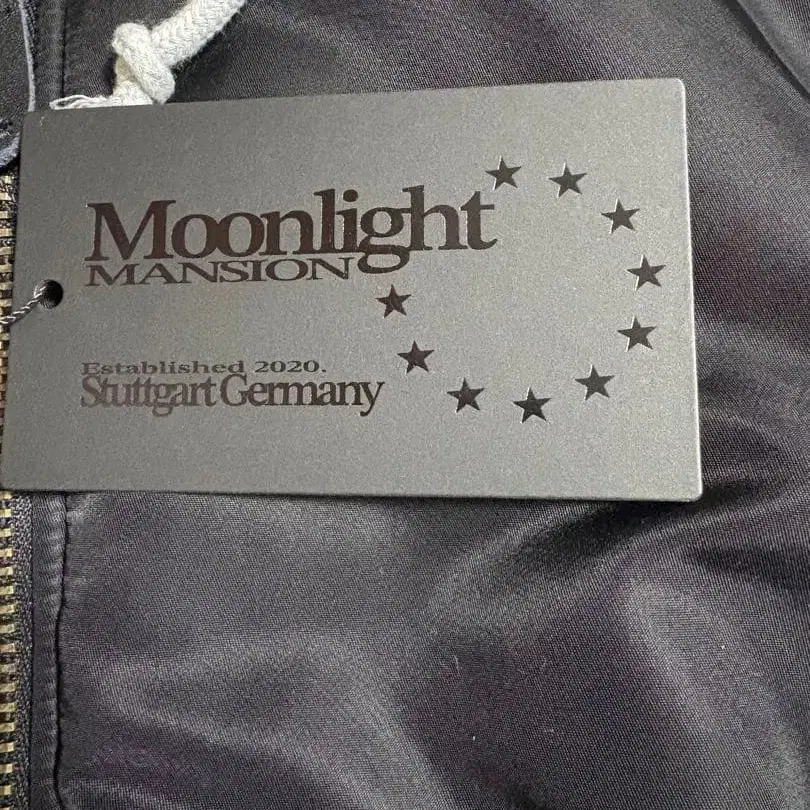 Moonlight
MANSION
Established 2020.
Stuttgart Germany